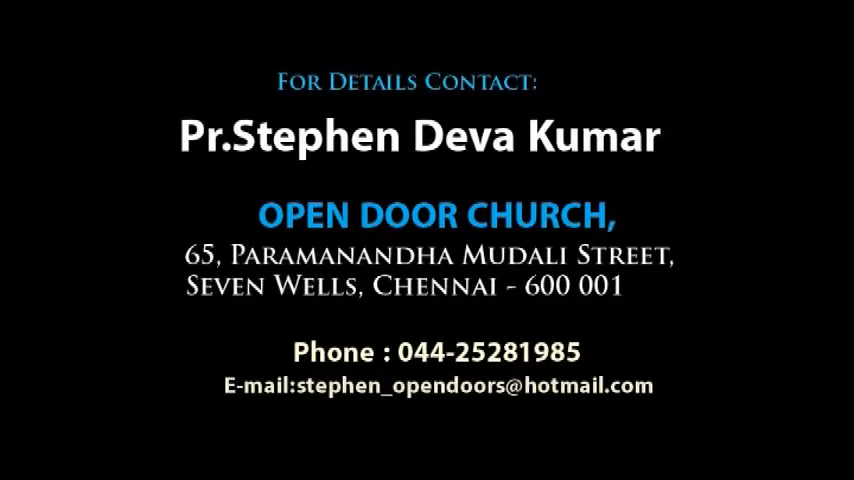 For Details Contact:
Pr.Stephen Deva Kumar
OPEN DOOR CHURCH,
65, Paramanandha Mudali Street,
Seven Wells, Chennai - 600 001
Phone : 044-25281985
E-mail:stephen_opendoors@hotmail.com